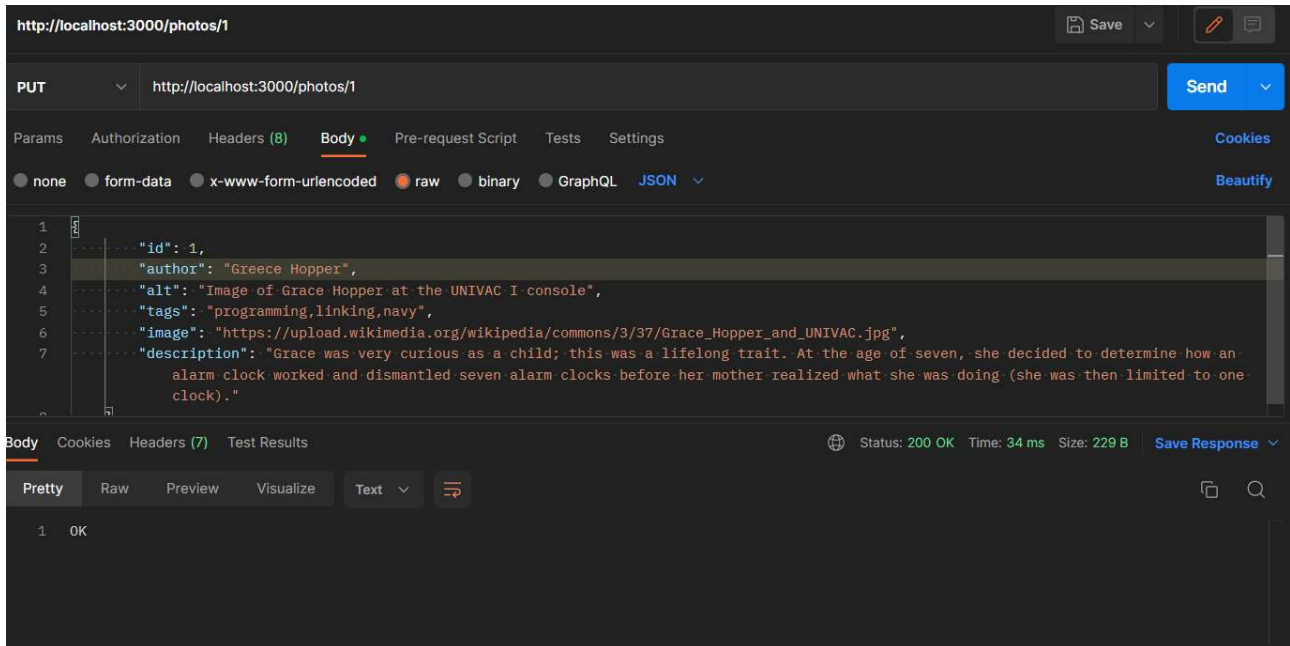 http://localhost:3000/photos/1 Save
PUT http://localhost:3000/photos/1 Send
Params Authorization Headers (8) Body Pre-request Script Tests Settings Cookies
none form-data x-www-form-urlencoded raw binary GraphQL JSON Beautify
1 {
2 "id": 1,
3 "author": "Greece Hopper",
4 "alt": "Image of Grace Hopper at the UNIVAC I console",
5 "tags": "programming,linking,navy",
6 "image": "https://upload.wikimedia.org/wikipedia/commons/3/37/Grace_Hopper_and_UNIVAC.jpg",
7 "description": "Grace was very curious as a child; this was a lifelong trait. At the age of seven, she decided to determine how an
alarm clock worked and dismantled seven alarm clocks before her mother realized what she was doing (she was then limited to one
clock)."
Body Cookies Headers (7) Test Results Status: 200 OK Time: 34 ms Size: 229 B Save Response
Pretty Raw Preview Visualize Text
1 OK